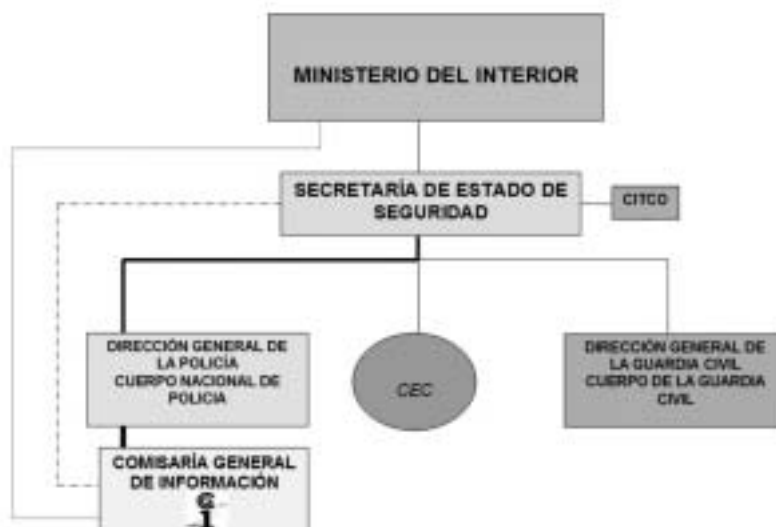 MINISTERIO DEL INTERIOR
SECRETARÍA DE ESTADO DE
SEGURIDAD
CITCO
DIRECCIÓN GENERAL DE
LA POLICÍA
CUERPO NACIONAL DE
POLICIA
CEC
DIRECCIÓN GENERAL DE
LA GUARDIA CIVIL
CUERPO DE LA GUARDIA
CIVIL
COMISARÍA GENERAL
DE INFORMACIÓN